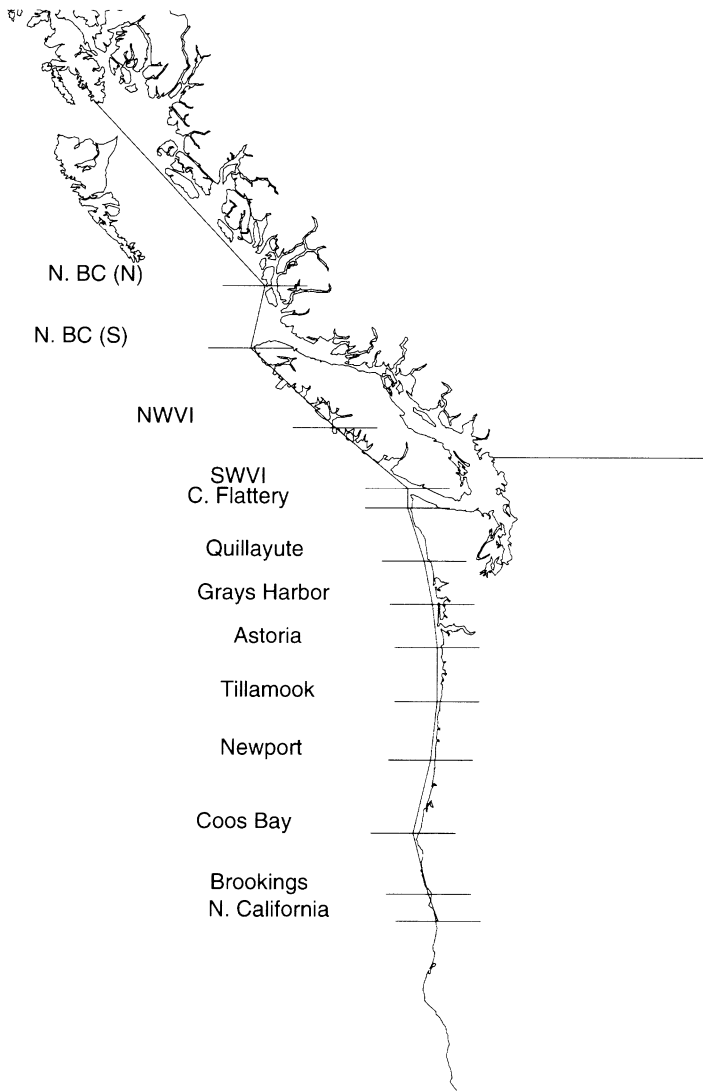 N. BC (N)
N. BC (S)
NWVI
SWVI
C. Flattery
Quillayute
Grays Harbor
Astoria
Tillamook
Newport
Coos Bay
Brookings
N. California